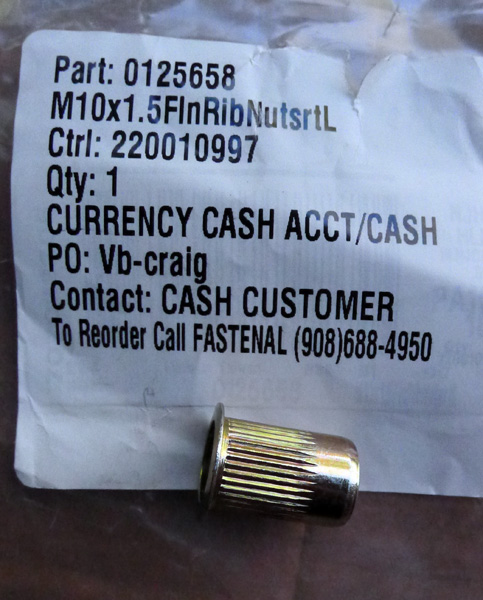 Part: 0125658
M10x1.5FlnRibNutsrtL
Ctrl: 220010997
Qty: 1
CURRENCY CASH ACCT/CASH
PO: Vb-craig
Contact: CASH CUSTOMER
To Reorder Call FASTENAL (908)688-4950